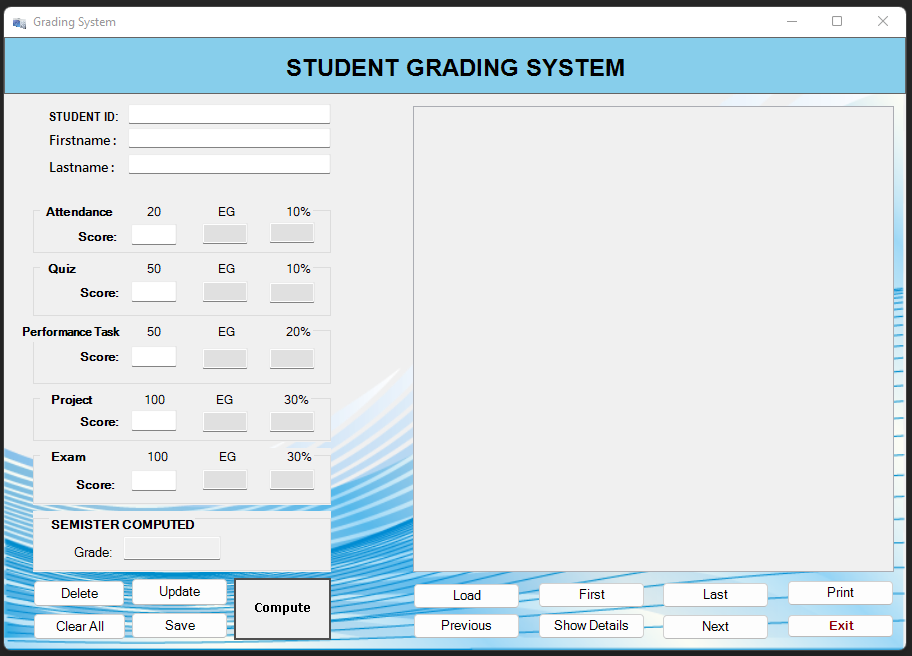 Grading System
STUDENT GRADING SYSTEM
STUDENT ID:
Firstname :
Lastname :
Attendance 20 EG 10%
Score:
Quiz 50 EG 10%
Score:
Performance Task 50 EG 20%
Score:
Project 100 EG 30%
Score:
Exam 100 EG 30%
Score:
SEMISTER COMPUTED
Grade:
Delete Update Compute
Clear All Save
Load First Last Print
Previous Show Details Next Exit